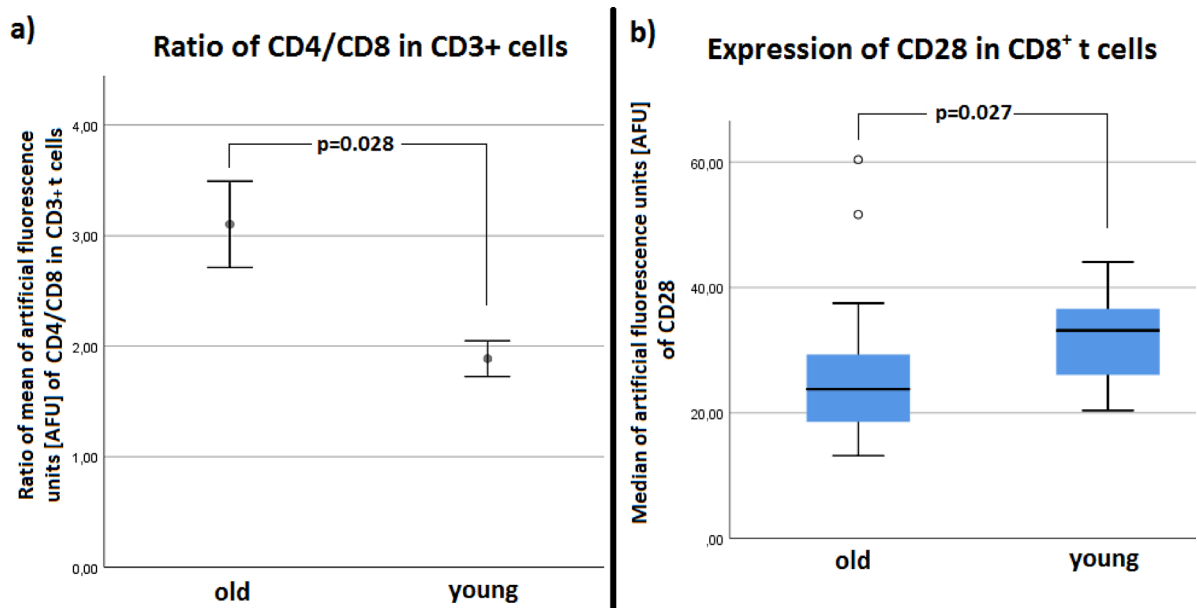 a)
Ratio of CD4/CD8 in CD3+ cells
Ratio of mean of artificial fluorescence
units [AFU] of CD4/CD8 in CD3+ t cells
4,00
3,00
2,00
1,00
0,00
p=0.028
old
young
b)
Expression of CD28 in CD8⁺ t cells
Median of artificial fluorescence units [AFU]
of CD28
60,00
40,00
20,00
,00
p=0.027
old
young